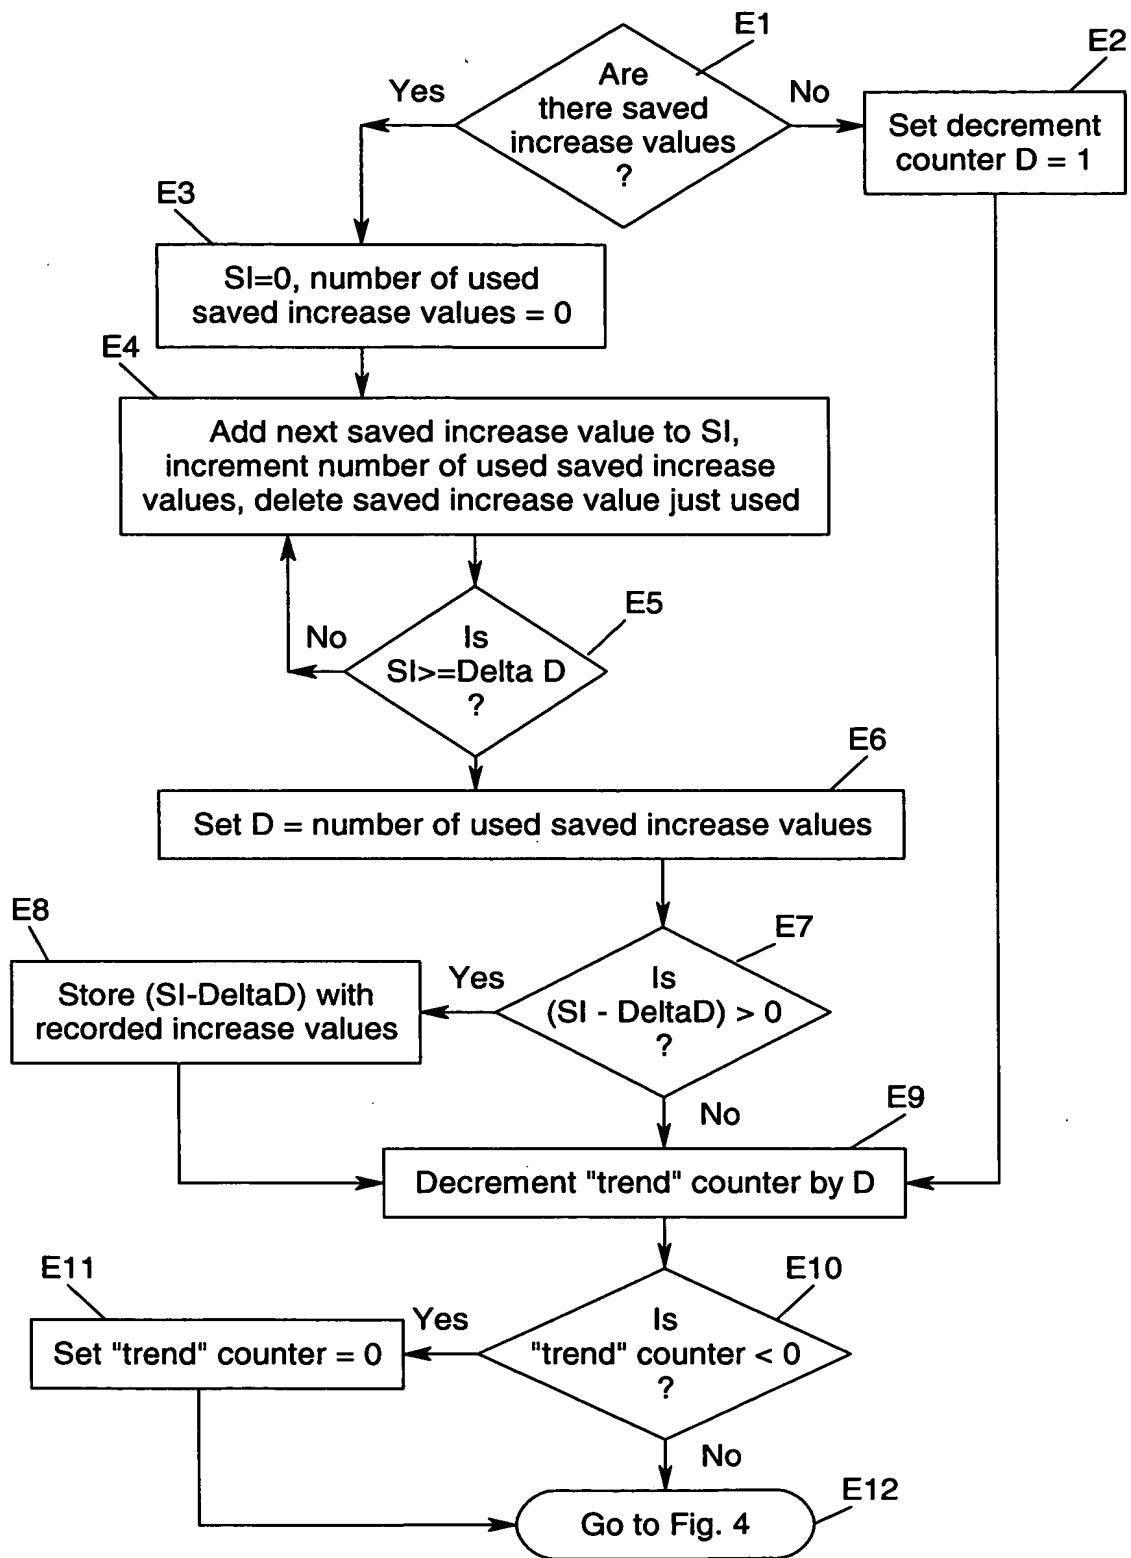 E1
Are
there saved
increase values
?
Yes
No
E2
Set decrement
counter D = 1
E3
SI=0, number of used
saved increase values = 0
E4
Add next saved increase value to SI,
increment number of used saved increase
values, delete saved increase value just used
E5
No
Is
SI>=Delta D
?
E6
Set D = number of used saved increase values
E8
Store (SI-DeltaD) with
recorded increase values
Yes
E7
Is
(SI - DeltaD) > 0
?
No
E9
Decrement "trend" counter by D
E11
Set "trend" counter = 0
Yes
E10
Is
"trend" counter < 0
?
No
E12
Go to Fig. 4